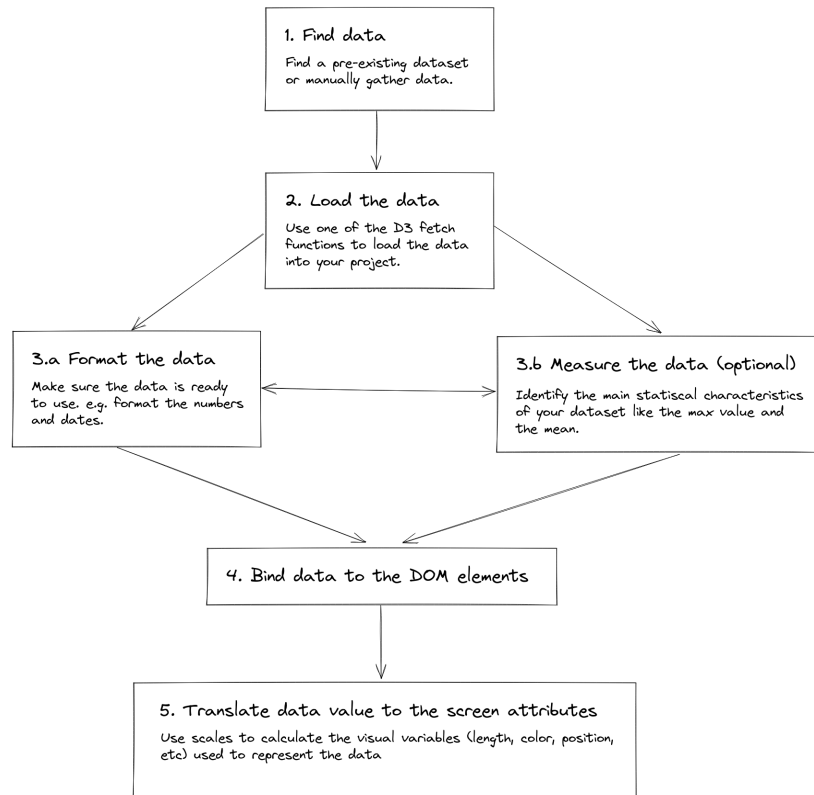 1. Find data
Find a pre-existing dataset
or manually gather data.
2. Load the data
Use one of the D3 fetch
functions to load the data
into your project.
3.a Format the data
Make sure the data is ready
to use. e.g. format the numbers
and dates.
3.b Measure the data (optional)
Identify the main statiscal characteristics
of your dataset like the max value and
the mean.
4. Bind data to the DOM elements
5. Translate data value to the screen attributes
Use scales to calculate the visual variables (length, color, position,
etc) used to represent the data